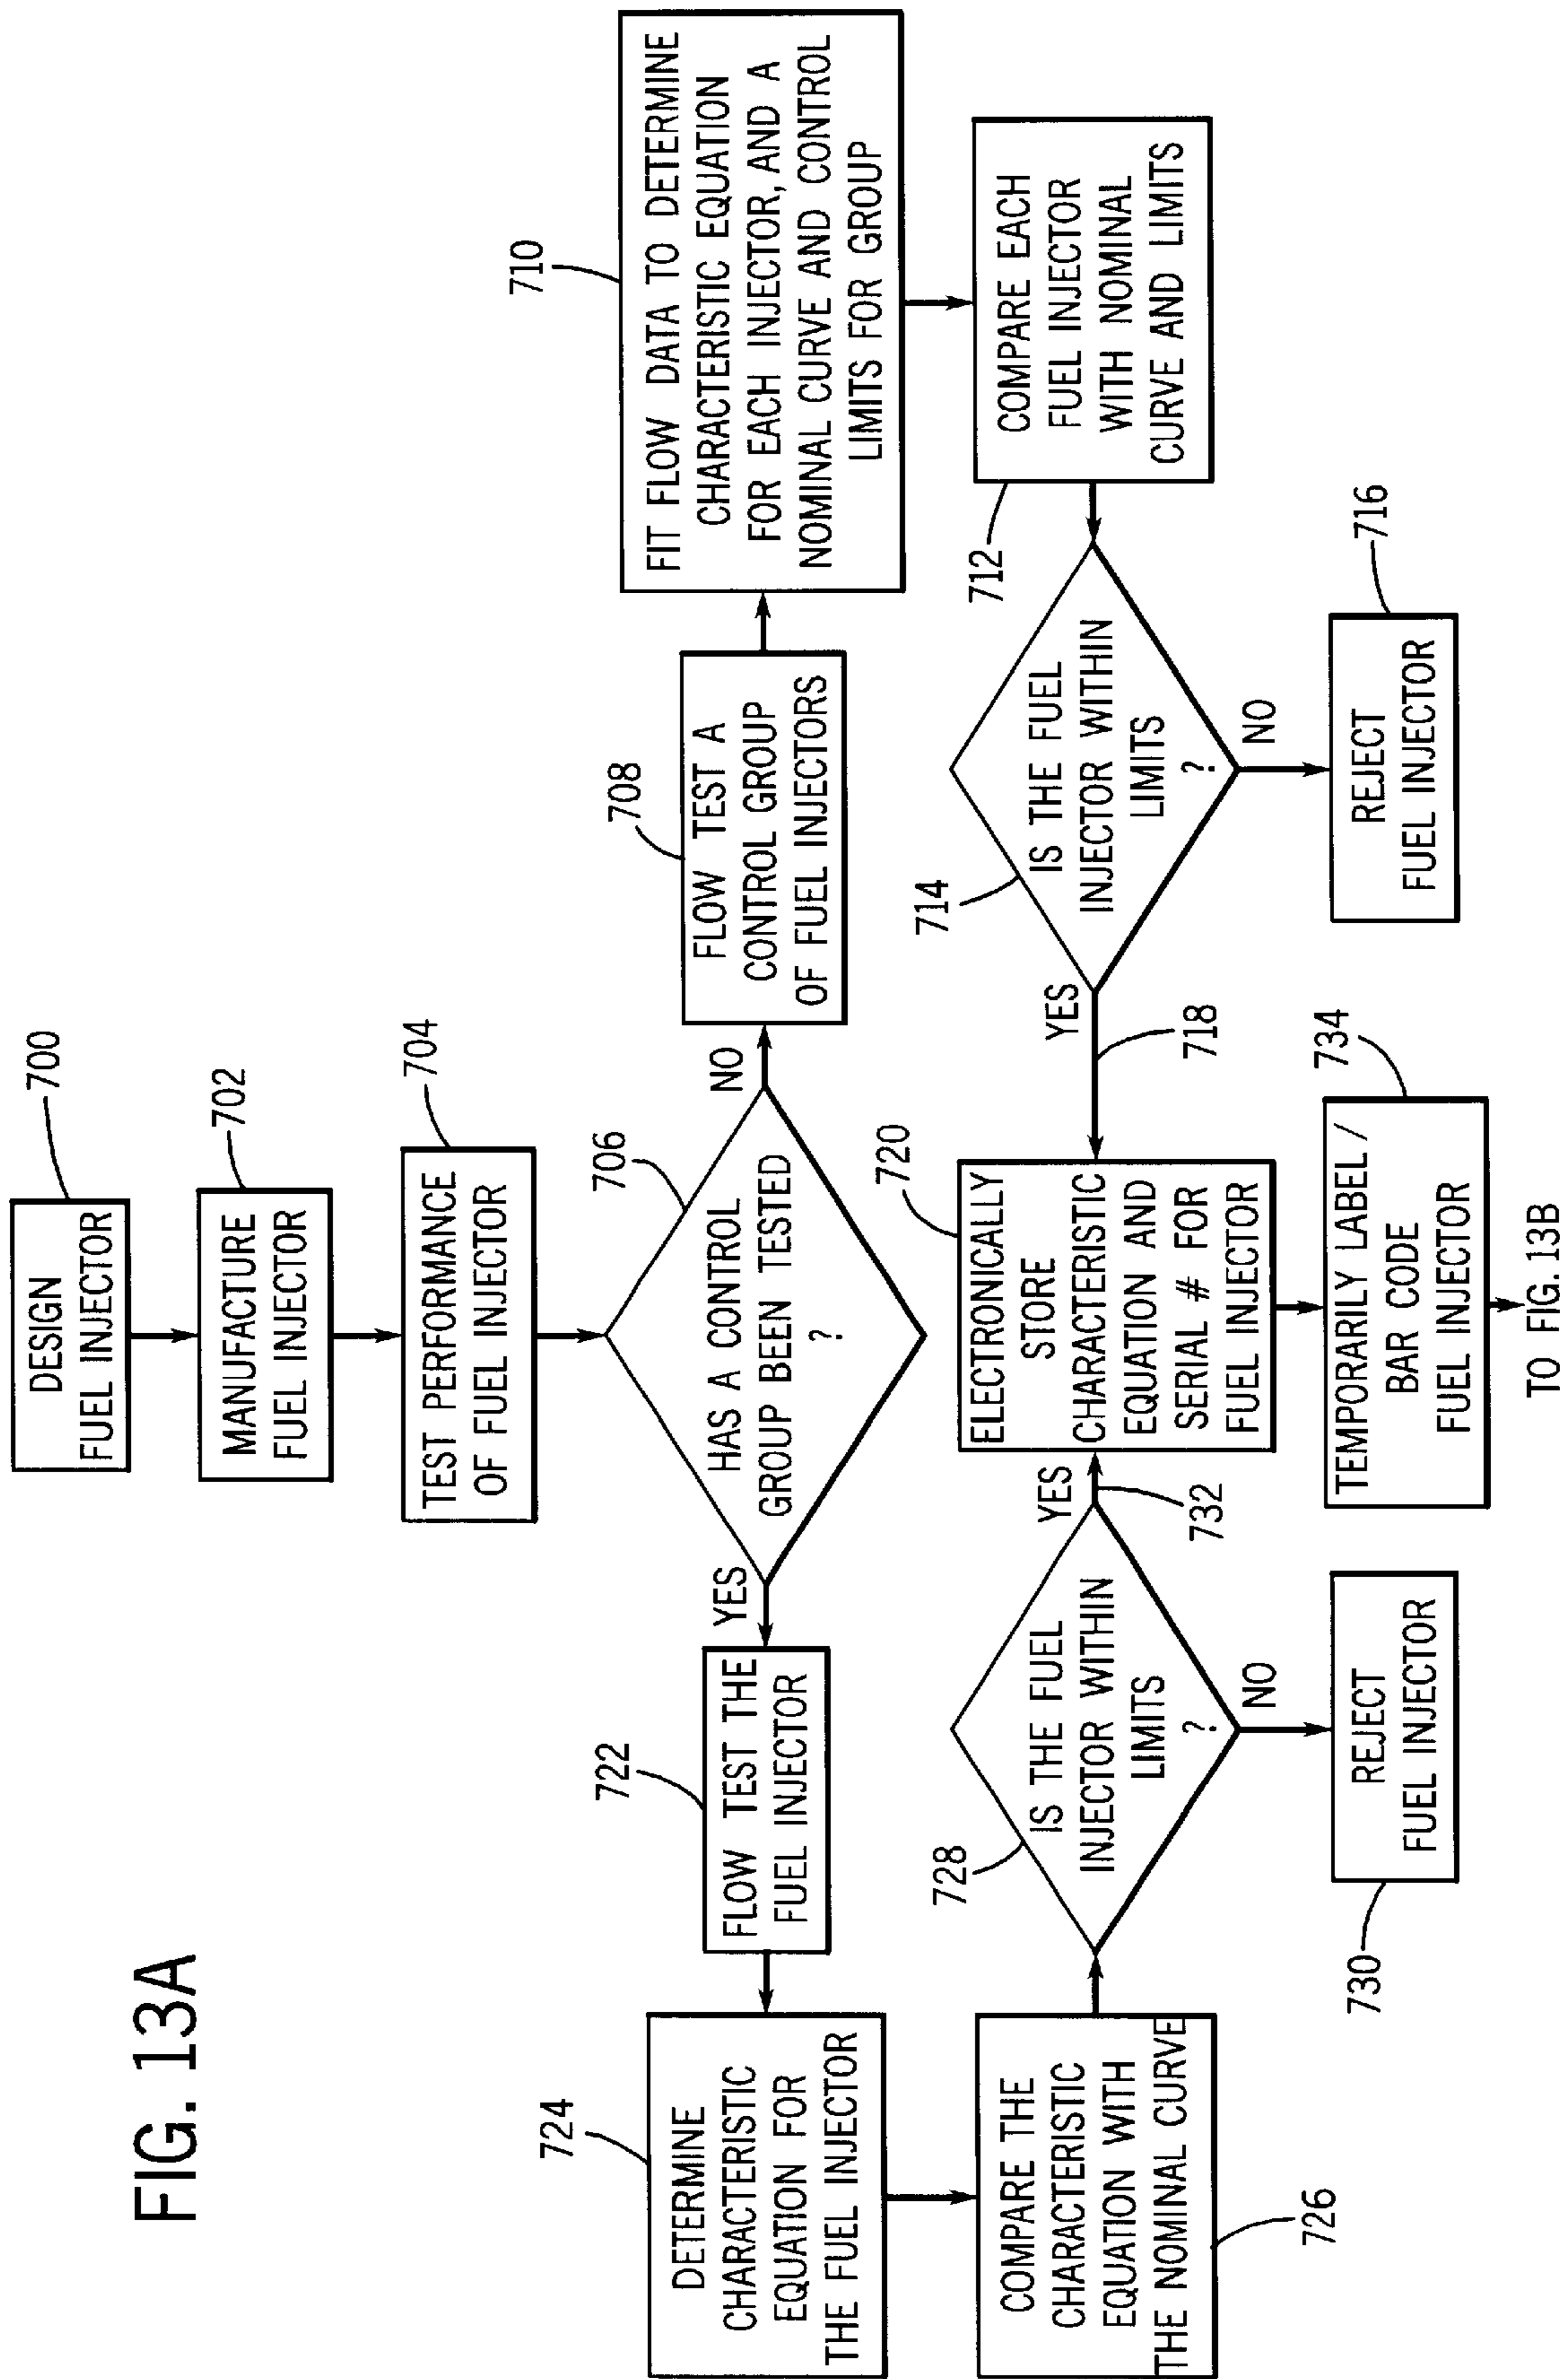 FIG. 13A
DESIGN
FUEL INJECTOR
700
MANUFACTURE
FUEL INJECTOR
702
TEST PERFORMANCE
OF FUEL INJECTOR
704
HAS A CONTROL
GROUP BEEN TESTED
?
706
YES
NO
FLOW TEST A
CONTROL GROUP
OF FUEL INJECTORS
708
FIT FLOW DATA TO DETERMINE
CHARACTERISTIC EQUATION
FOR EACH INJECTOR, AND A
NOMINAL CURVE AND CONTROL
LIMITS FOR GROUP
710
COMPARE EACH
FUEL INJECTOR
WITH NOMINAL
CURVE AND LIMITS
712
IS THE FUEL
INJECTOR WITHIN
LIMITS
?
714
NO
REJECT
FUEL INJECTOR
716
YES
718
ELECTRONICALLY
STORE
CHARACTERISTIC
EQUATION AND
SERIAL # FOR
FUEL INJECTOR
720
FLOW TEST THE
FUEL INJECTOR
722
DETERMINE
CHARACTERISTIC
EQUATION FOR
THE FUEL INJECTOR
724
COMPARE THE
CHARACTERISTIC
EQUATION WITH
THE NOMINAL CURVE
726
IS THE FUEL
INJECTOR WITHIN
LIMITS
?
728
NO
REJECT
FUEL INJECTOR
730
YES
732
TEMPORARILY LABEL /
BAR CODE
FUEL INJECTOR
734
TO FIG. 13B